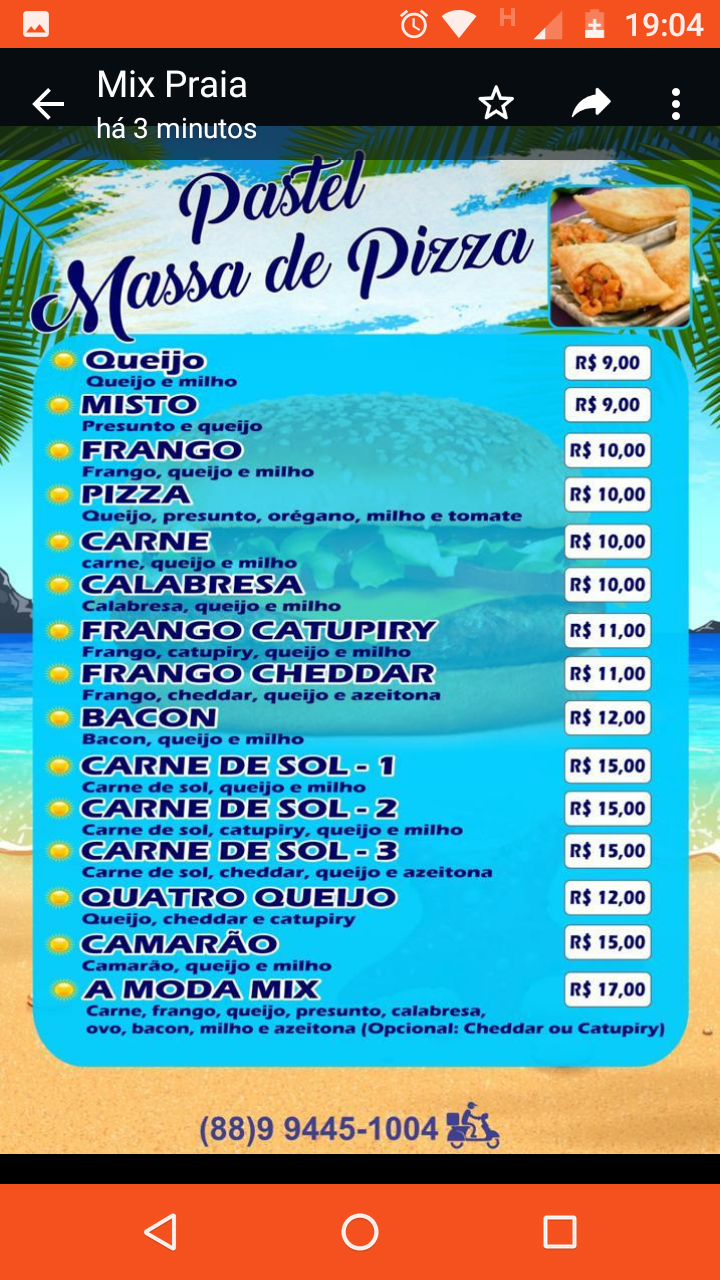 H 19:04
Mix Praia
há 3 minutos
Pastel
Massa de Pizza
Queijo R$ 9,00
Queijo e milho
MISTO R$ 9,00
Presunto e queijo
FRANGO R$ 10,00
Frango, queijo e milho
PIZZA R$ 10,00
Queijo, presunto, orégano, milho e tomate
CARNE R$ 10,00
carne, queijo e milho
CALABRESA R$ 10,00
Calabresa, queijo e milho
FRANGO CATUPIRY R$ 11,00
Frango, catupiry, queijo e milho
FRANGO CHEDDAR R$ 11,00
Frango, cheddar, queijo e azeitona
BACON R$ 12,00
Bacon, queijo e milho
CARNE DE SOL - 1 R$ 15,00
Carne de sol, queijo e milho
CARNE DE SOL - 2 R$ 15,00
Carne de sol, catupiry, queijo e milho
CARNE DE SOL - 3 R$ 15,00
Carne de sol, cheddar, queijo e azeitona
QUATRO QUEIJO R$ 12,00
Queijo, cheddar e catupiry
CAMARÃO R$ 15,00
Camarão, queijo e milho
A MODA MIX R$ 17,00
Carne, frango, queijo, presunto, calabresa,
ovo, bacon, milho e azeitona (Opcional: Cheddar ou Catupiry)
(88)9 9445-1004